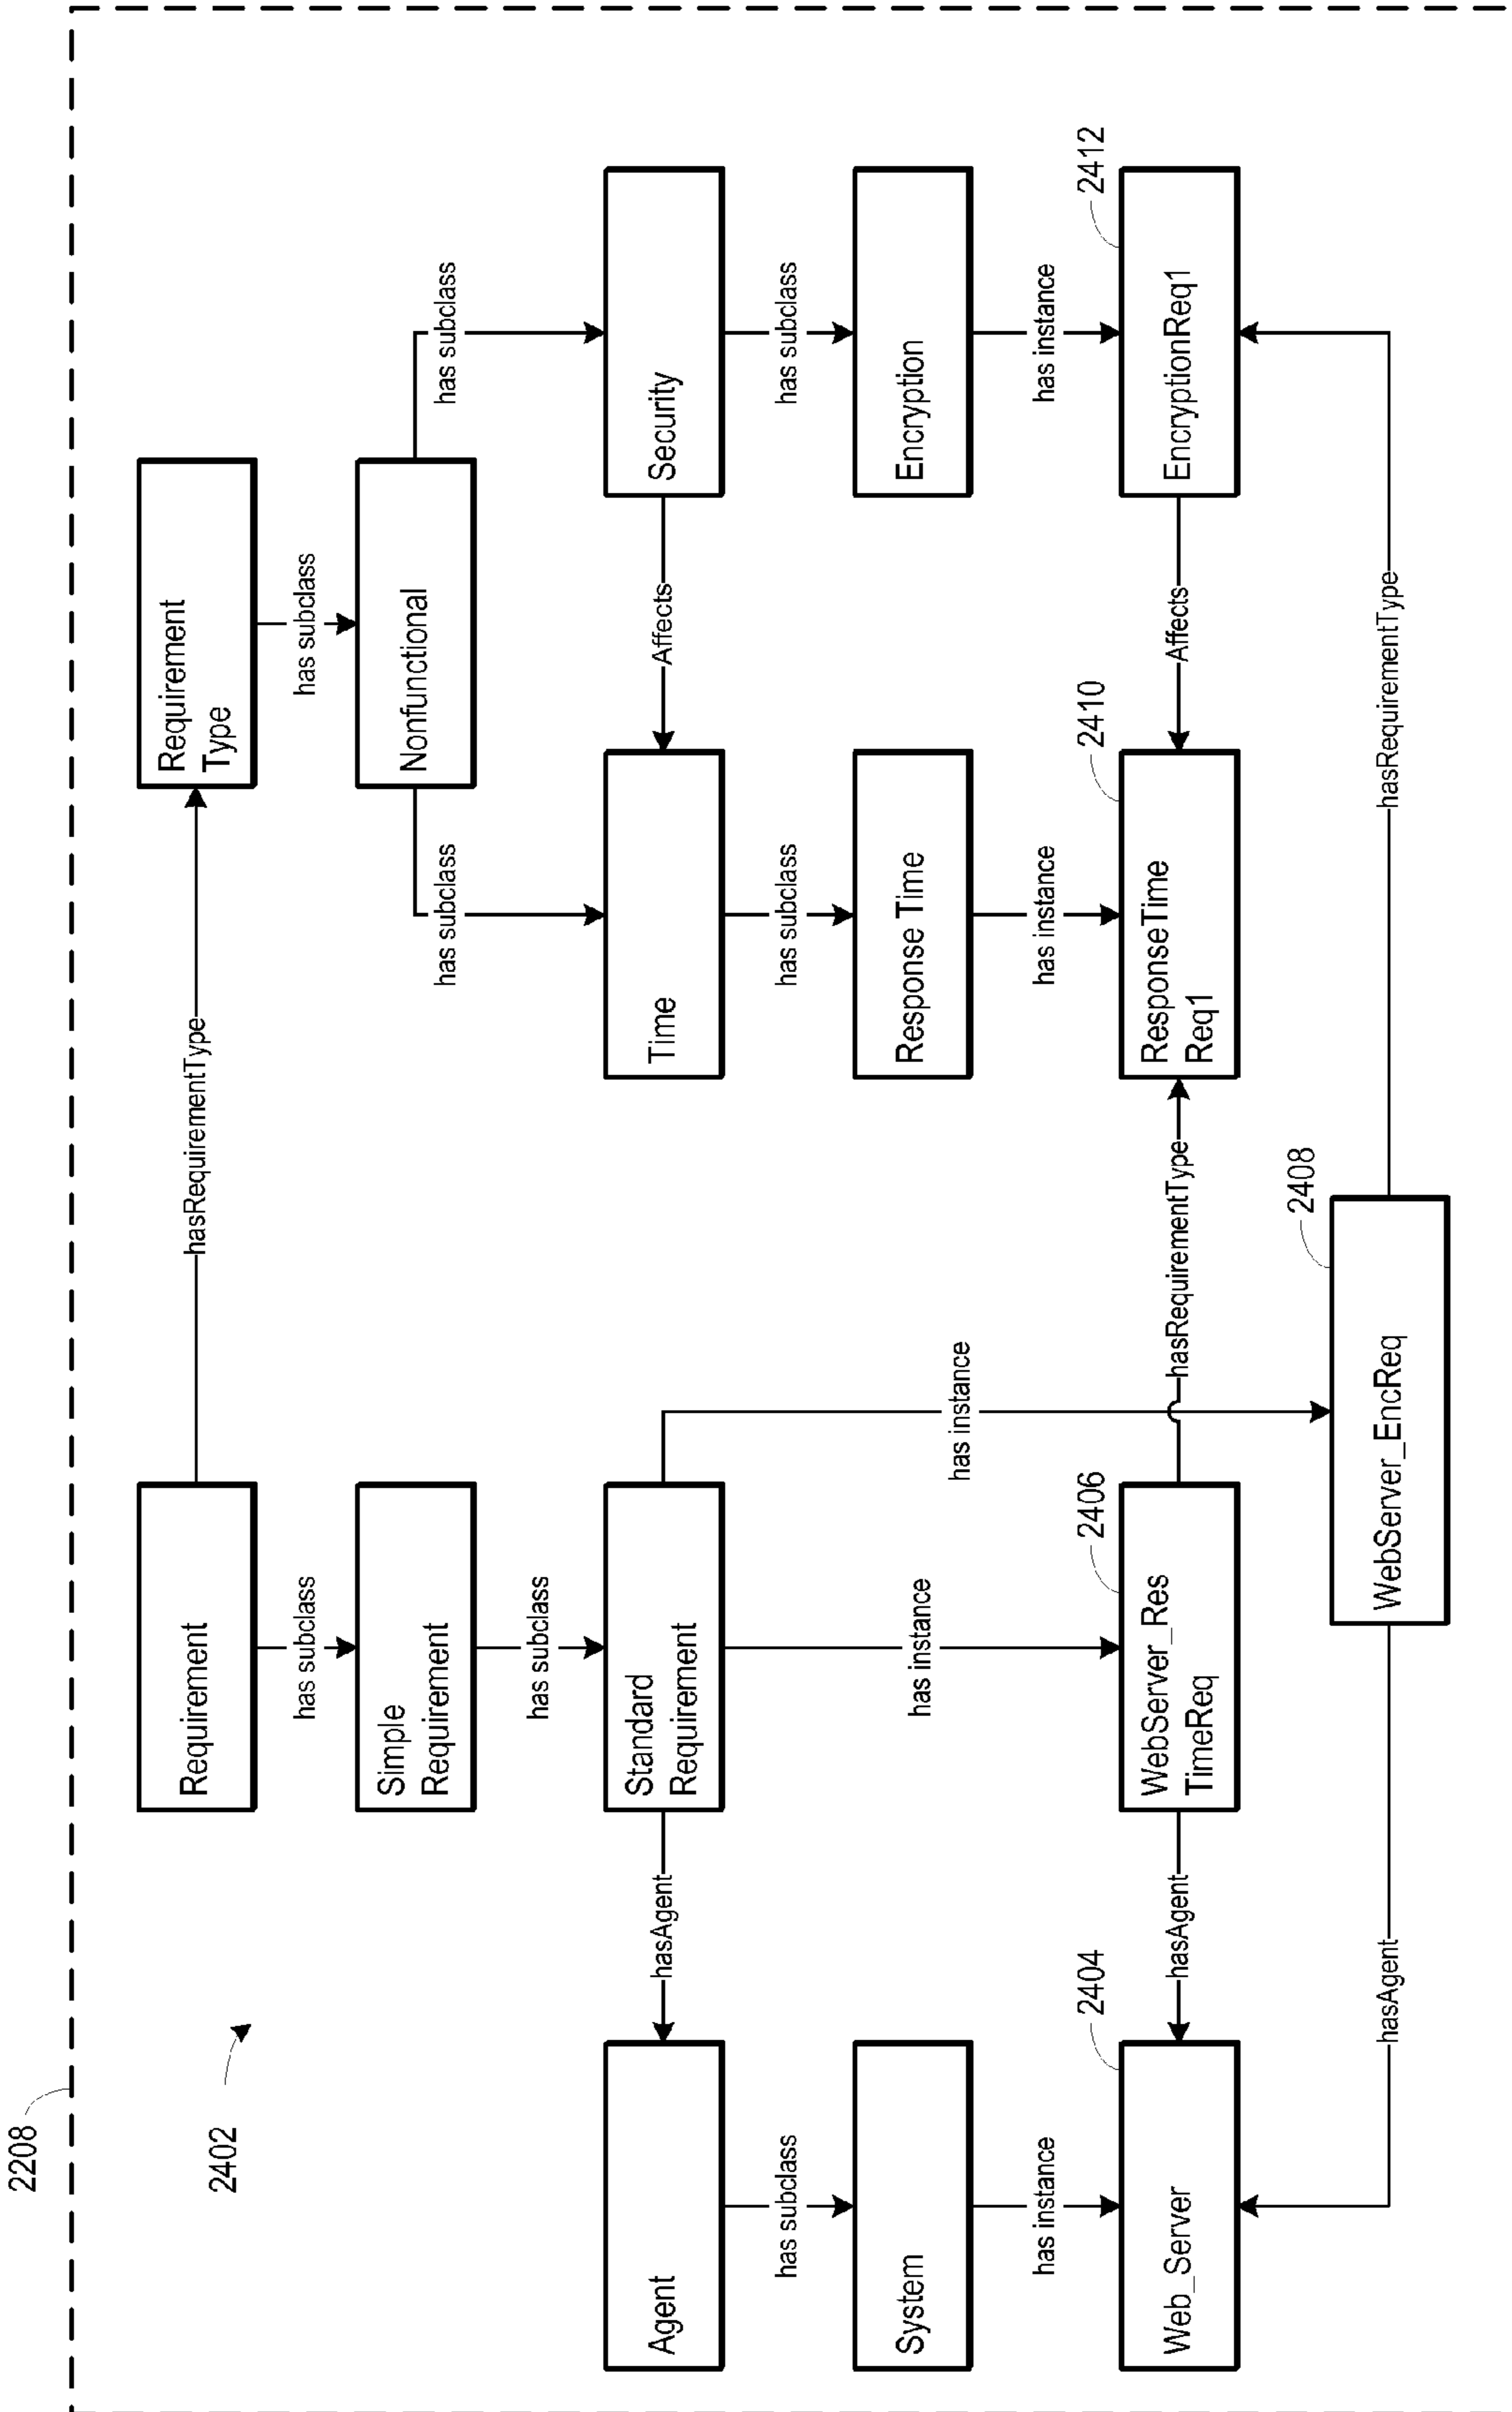 2208
2402
Requirement
hasRequirementType
Requirement
Type
has subclass
has subclass
Simple
Requirement
Nonfunctional
has subclass
has subclass
has subclass
Agent
hasAgent
Standard
Requirement
Time
Affects
Security
has subclass
has instance
has instance
has subclass
has subclass
System
Response Time
Encryption
has instance
has instance
has instance
2404
2406
2410
2412
Web_Server
hasAgent
WebServer_Res
TimeReq
hasRequirementType
ResponseTime
Req1
Affects
EncryptionReq1
2408
hasAgent
WebServer_EncReq
hasRequirementType